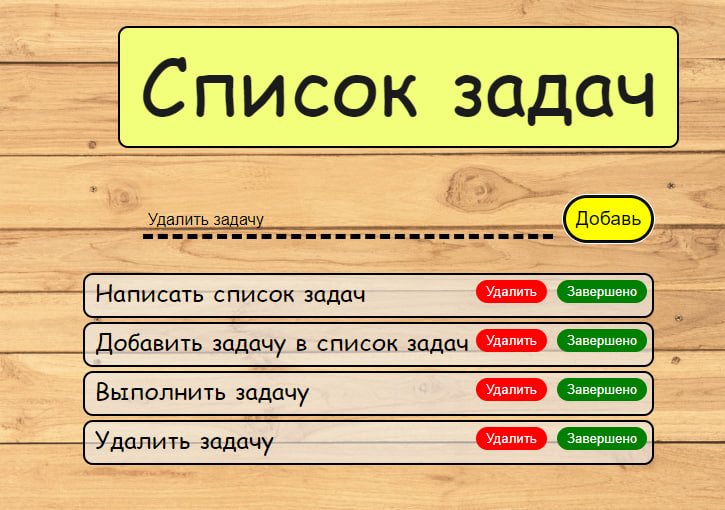 Список задач
Удалить задачу Добавь
Написать список задач Удалить Завершено
Добавить задачу в список задач Удалить Завершено
Выполнить задачу Удалить Завершено
Удалить задачу Удалить Завершено